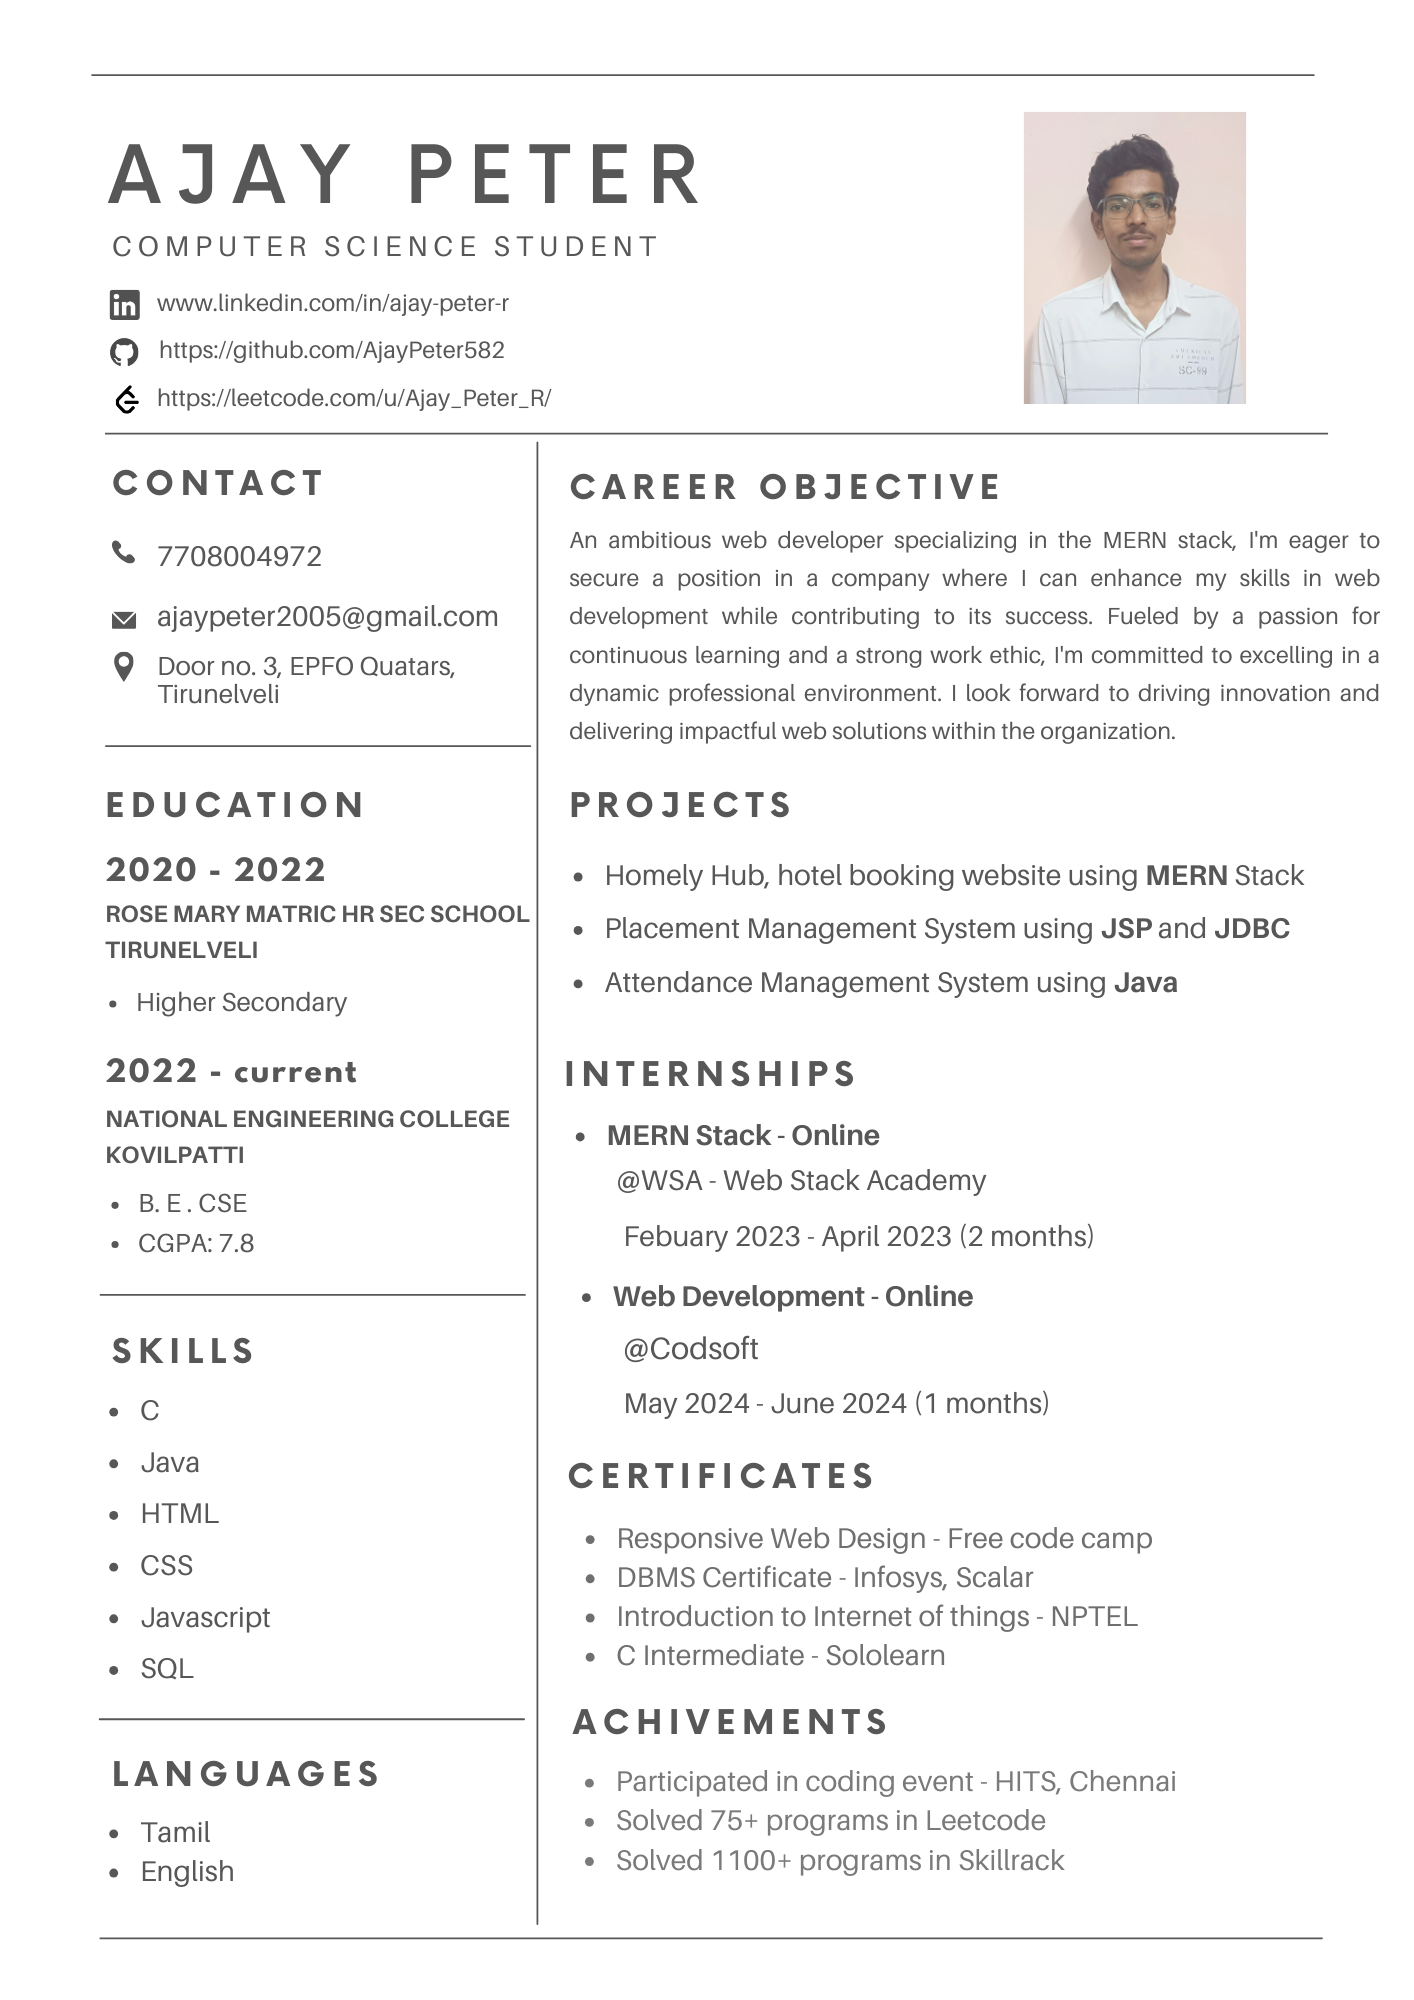 AJAY PETER
COMPUTER SCIENCE STUDENT
www.linkedin.com/in/ajay-peter-r
https://github.com/AjayPeter582
https://leetcode.com/u/Ajay_Peter_R/
CONTACT
7708004972
ajaypeter2005@gmail.com
Door no. 3, EPFO Quatars,
Tirunelveli
EDUCATION
2020 - 2022
ROSE MARY MATRIC HR SEC SCHOOL
TIRUNELVELI
• Higher Secondary
2022 - current
NATIONAL ENGINEERING COLLEGE
KOVILPATTI
• B. E . CSE
• CGPA: 7.8
SKILLS
• C
• Java
• HTML
• CSS
• Javascript
• SQL
LANGUAGES
• Tamil
• English
CAREER OBJECTIVE
An ambitious web developer specializing in the MERN stack, I'm eager to
secure a position in a company where I can enhance my skills in web
development while contributing to its success. Fueled by a passion for
continuous learning and a strong work ethic, I'm committed to excelling in a
dynamic professional environment. I look forward to driving innovation and
delivering impactful web solutions within the organization.
PROJECTS
• Homely Hub, hotel booking website using MERN Stack
• Placement Management System using JSP and JDBC
• Attendance Management System using Java
INTERNSHIPS
• MERN Stack - Online
@WSA - Web Stack Academy
Febuary 2023 - April 2023 (2 months)
• Web Development - Online
@Codsoft
May 2024 - June 2024 (1 months)
CERTIFICATES
• Responsive Web Design - Free code camp
• DBMS Certificate - Infosys, Scalar
• Introduction to Internet of things - NPTEL
• C Intermediate - Sololearn
ACHIVEMENTS
• Participated in coding event - HITS, Chennai
• Solved 75+ programs in Leetcode
• Solved 1100+ programs in Skillrack